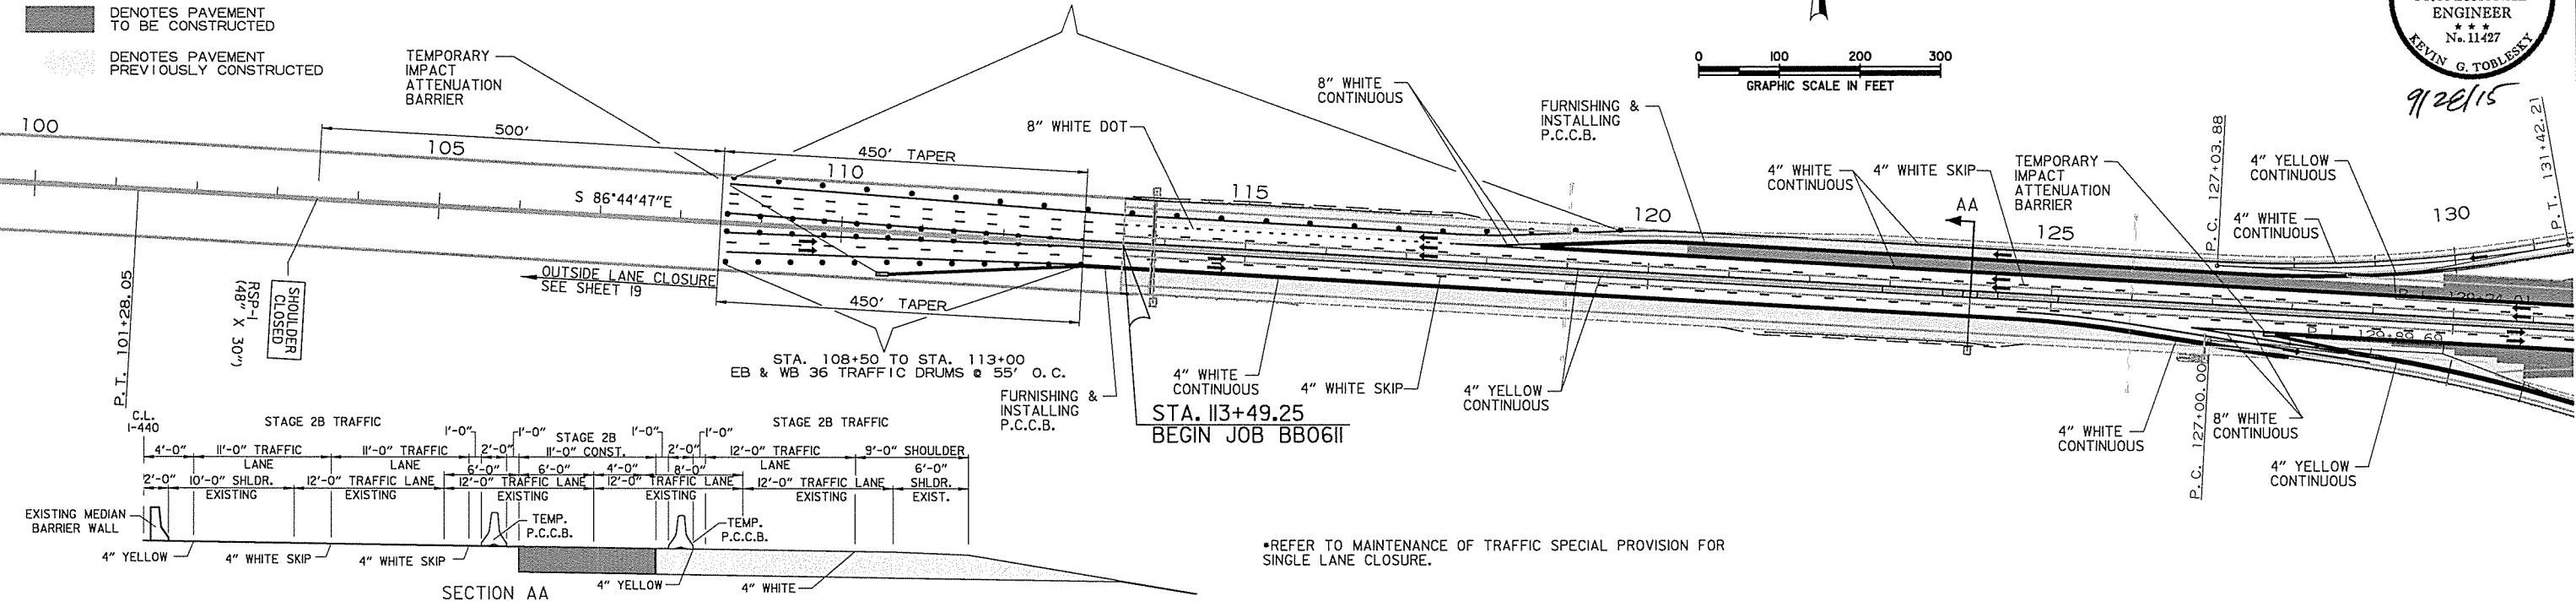 DENOTES PAVEMENT
TO BE CONSTRUCTED
DENOTES PAVEMENT
PREVIOUSLY CONSTRUCTED
TEMPORARY
IMPACT
ATTENUATION
BARRIER
ENGINEER
★ ★ ★
No. 11427
KEVIN G. TOBLESKY
0 100 200 300
GRAPHIC SCALE IN FEET
100
500'
105
450' TAPER
110
S 86°44'47"E
8" WHITE DOT
115
8" WHITE
CONTINUOUS
FURNISHING &
INSTALLING
P.C.C.B.
120
4" WHITE
CONTINUOUS
4" WHITE SKIP
AA
125
TEMPORARY
IMPACT
ATTENUATION
BARRIER
P.C. 127+03.88
4" YELLOW
CONTINUOUS
4" WHITE
CONTINUOUS
130
P.T. 131+42.21
P.T. 101+28.05
SHOULDER
CLOSED
RSP-1
(48" X 30")
OUTSIDE LANE CLOSURE
SEE SHEET 19
450' TAPER
STA. 108+50 TO STA. 113+00
EB & WB 36 TRAFFIC DRUMS @ 55' O.C.
FURNISHING &
INSTALLING
P.C.C.B.
STA. 113+49.25
BEGIN JOB BB0611
4" WHITE
CONTINUOUS
4" WHITE SKIP
4" YELLOW
CONTINUOUS
129+89.69
4" WHITE
CONTINUOUS
P.C. 127+00.00
8" WHITE
CONTINUOUS
4" YELLOW
CONTINUOUS
C.L.
I-440
STAGE 2B TRAFFIC
STAGE 2B TRAFFIC
4'-0" 11'-0" TRAFFIC
LANE
11'-0" TRAFFIC
LANE
1'-0" 2'-0" 1'-0"
STAGE 2B
11'-0" CONST.
1'-0" 2'-0" 1'-0"
12'-0" TRAFFIC
LANE
9'-0" SHOULDER
6'-0" 6'-0" 4'-0" 8'-0"
2'-0" 10'-0" SHLDR.
EXISTING
12'-0" TRAFFIC LANE
EXISTING
12'-0" TRAFFIC LANE
EXISTING
12'-0" TRAFFIC LANE
EXISTING
12'-0" TRAFFIC LANE
EXISTING
6'-0"
SHLDR.
EXIST.
EXISTING MEDIAN
BARRIER WALL
TEMP.
P.C.C.B.
TEMP.
P.C.C.B.
4" YELLOW
4" WHITE SKIP
4" WHITE SKIP
4" YELLOW
4" WHITE
SECTION AA
*REFER TO MAINTENANCE OF TRAFFIC SPECIAL PROVISION FOR
SINGLE LANE CLOSURE.